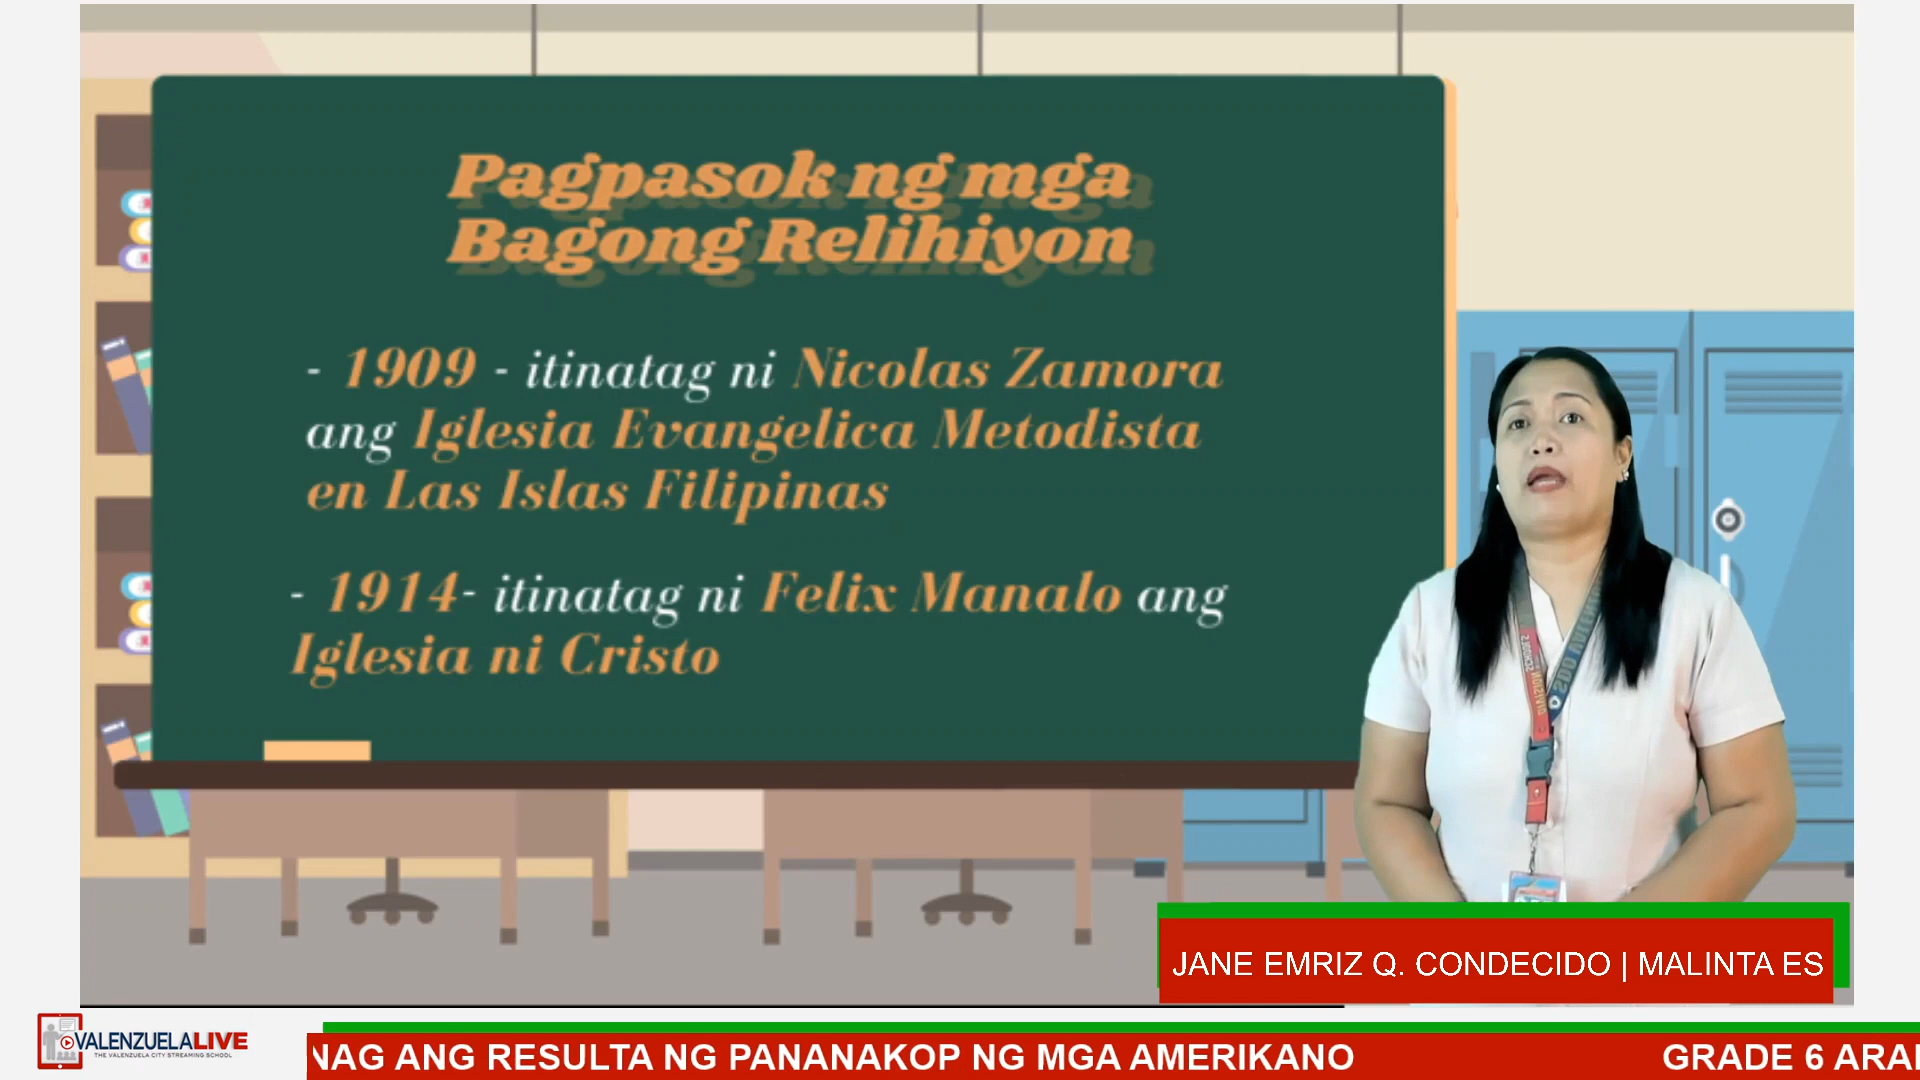 Pagpasok ng mga
Bagong Relihiyon
- 1909 - itinatag ni Nicolas Zamora
ang Iglesia Evangelica Metodista
en Las Islas Filipinas
- 1914- itinatag ni Felix Manalo ang
Iglesia ni Cristo
JANE EMRIZ Q. CONDECIDO | MALINTA ES
VALENZUELALIVE
THE VALENZUELA CITY STREAMING SCHOOL
ANG RESULTA NG PANANAKOP NG MGA AMERIKANO
GRADE 6